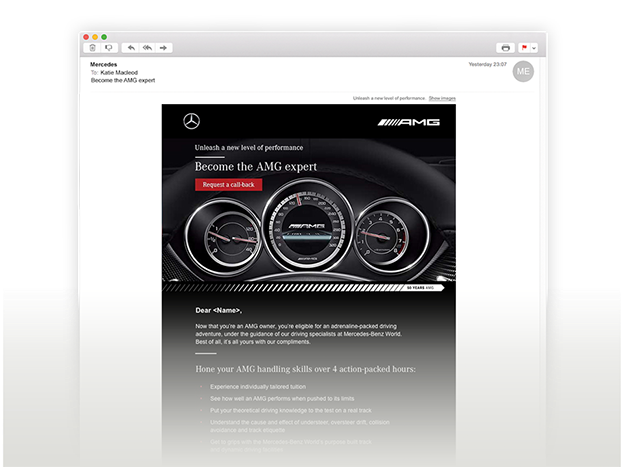 Mercedes
Yesterday 23:07
ME
To: Katie Macleod
Become the AMG expert
Unleash a new level of performance Show images
AMG
Unleash a new level of performance
Become the AMG expert
Request a call-back
AMG
50 YEARS AMG
Dear <Name>,
Now that you're an AMG owner, you're eligible for an adrenaline-packed driving
adventure, under the guidance of our driving specialists at Mercedes-Benz World.
Best of all, it's all yours with our compliments.
Hone your AMG handling skills over 4 action-packed hours:
Experience individually tailored tuition
See how well an AMG performs when pushed to its limits
Put your theoretical driving knowledge to the test on a real track
Understand the cause and effect of understeer, oversteer drift, collision
avoidance and track etiquette